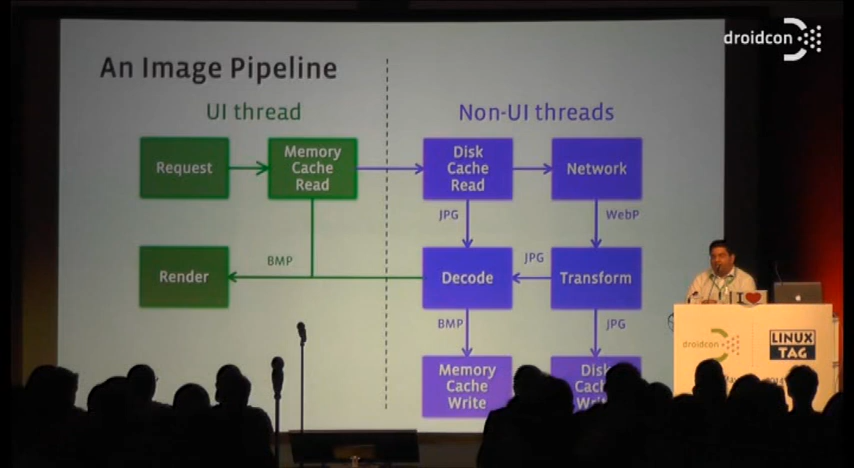 droidcon
An Image Pipeline
UI thread
Non-UI threads
Request
Memory
Cache
Read
Disk
Cache
Read
Network
JPG
WebP
BMP
JPG
Render
Decode
Transform
BMP
JPG
Memory
Cache
Write
Disk
droidcon
LINUX
TAG
I